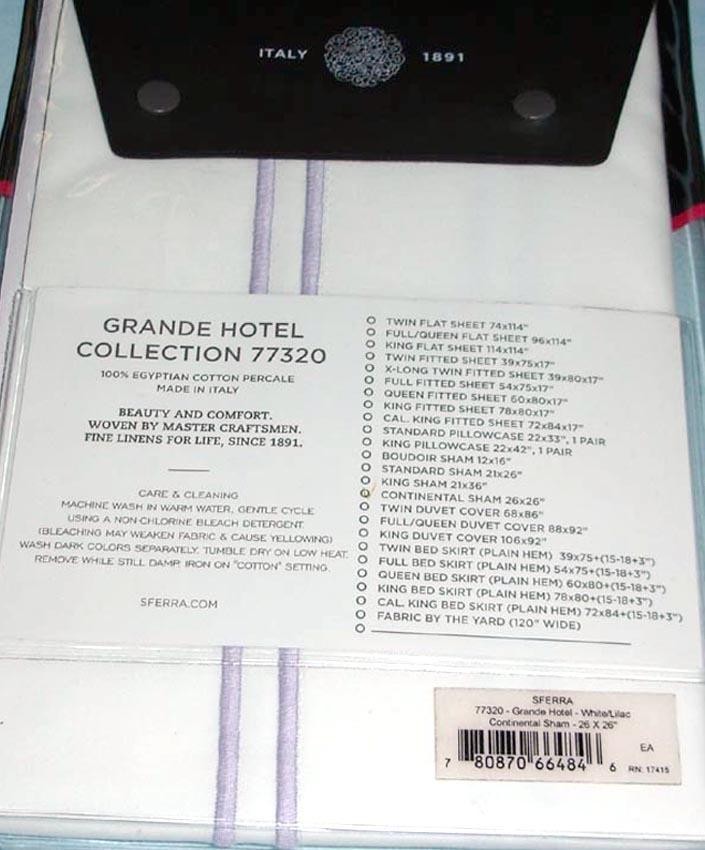 ITALY 1891
GRANDE HOTEL
COLLECTION 77320
100% EGYPTIAN COTTON PERCALE
MADE IN ITALY
BEAUTY AND COMFORT.
WOVEN BY MASTER CRAFTSMEN.
FINE LINENS FOR LIFE, SINCE 1891.
CARE & CLEANING
MACHINE WASH IN WARM WATER, GENTLE CYCLE
USING A NON-CHLORINE BLEACH DETERGENT.
(BLEACHING MAY WEAKEN FABRIC & CAUSE YELLOWING)
WASH DARK COLORS SEPARATELY. TUMBLE DRY ON LOW HEAT.
REMOVE WHILE STILL DAMP. IRON ON "COTTON" SETTING.
SFERRA.COM
TWIN FLAT SHEET 74x114"
FULL/QUEEN FLAT SHEET 96x114"
KING FLAT SHEET 114x114"
TWIN FITTED SHEET 39x75x17"
X-LONG TWIN FITTED SHEET 39x80x17"
FULL FITTED SHEET 54x75x17"
QUEEN FITTED SHEET 60x80x17"
KING FITTED SHEET 78x80x17"
CAL. KING FITTED SHEET 72x84x17"
STANDARD PILLOWCASE 22x33", 1 PAIR
KING PILLOWCASE 22x42", 1 PAIR
BOUDOIR SHAM 12x16"
STANDARD SHAM 21x26"
KING SHAM 21x36"
CONTINENTAL SHAM 26x26"
TWIN DUVET COVER 68x86"
FULL/QUEEN DUVET COVER 88x92"
KING DUVET COVER 106x92"
TWIN BED SKIRT (PLAIN HEM) 39x75+(15-18+3")
FULL BED SKIRT (PLAIN HEM) 54x75+(15-18+3")
QUEEN BED SKIRT (PLAIN HEM) 60x80+(15-18+3")
KING BED SKIRT (PLAIN HEM) 78x80+(15-18+3")
CAL. KING BED SKIRT (PLAIN HEM) 72x84+(15-18+3")
FABRIC BY THE YARD (120" WIDE)
SFERRA
77320 - Grande Hotel - White/Lilac
Continental Sham - 26 X 26"
EA
7 80870 66484 6
RN: 17415